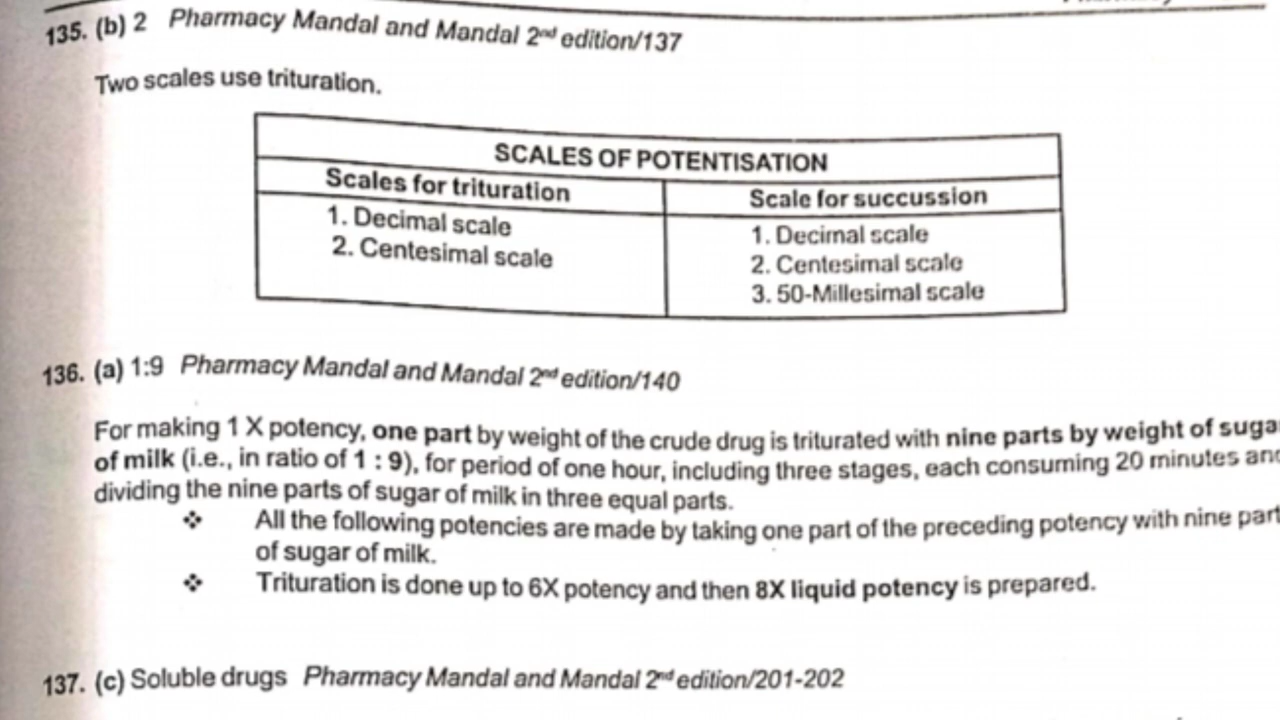 135. (b) 2 Pharmacy Mandal and Mandal 2nd edition/137
Two scales use trituration.
SCALES OF POTENTISATION
Scales for trituration
1. Decimal scale
2. Centesimal scale
Scale for succussion
1. Decimal scale
2. Centesimal scale
3. 50-Millesimal scale
136. (a) 1:9 Pharmacy Mandal and Mandal 2nd edition/140
For making 1 X potency, one part by weight of the crude drug is triturated with nine parts by weight of suga
of milk (i.e., in ratio of 1 : 9), for period of one hour, including three stages, each consuming 20 minutes and
dividing the nine parts of sugar of milk in three equal parts.
❖ All the following potencies are made by taking one part of the preceding potency with nine part
of sugar of milk.
❖ Trituration is done up to 6X potency and then 8X liquid potency is prepared.
137. (c) Soluble drugs Pharmacy Mandal and Mandal 2nd edition/201-202